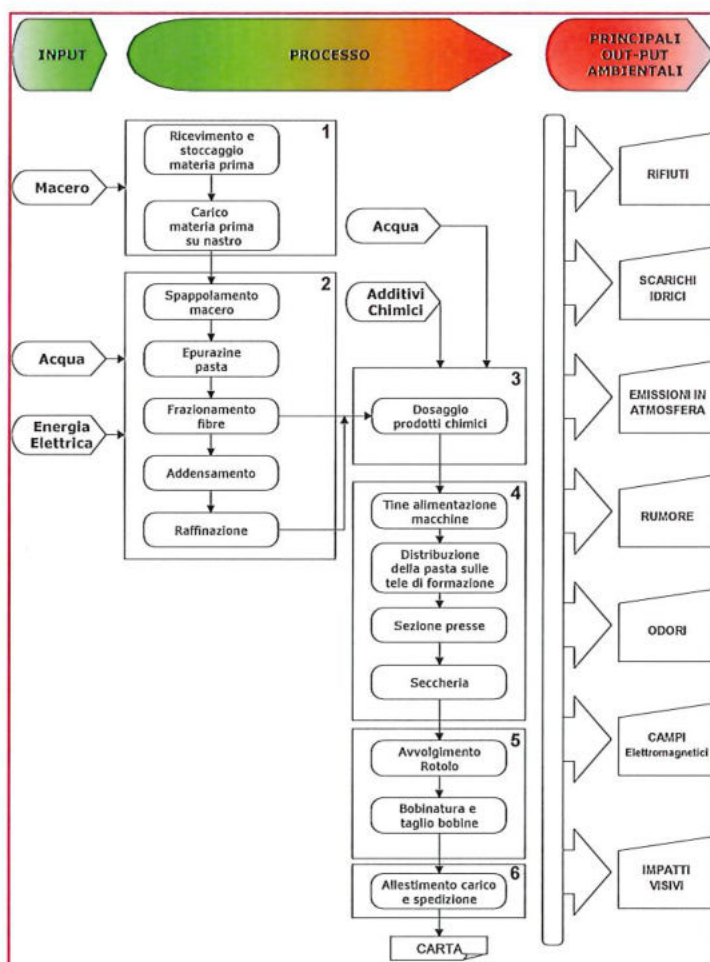 INPUT
PROCESSO
PRINCIPALI
OUT-PUT
AMBIENTALI
1
Ricevimento e
stoccaggio
materia prima
Macero
Carico
materia prima
su nastro
Acqua
2
Spappolamento
macero
Additivi
Chimici
Acqua
Epurazine
pasta
3
Energia
Elettrica
Frazionamento
fibre
Dosaggio
prodotti chimici
Addensamento
Raffinazione
4
Tine alimentazione
macchine
Distribuzione
della pasta sulle
tele di formazione
Sezione presse
Seccheria
5
Avvolgimento
Rotolo
Bobinatura e
taglio bobine
6
Allestimento carico
e spedizione
CARTA
RIFIUTI
SCARICHI
IDRICI
EMISSIONI IN
ATMOSFERA
RUMORE
ODORI
CAMPI
Elettromagnetici
IMPATTI
VISIVI